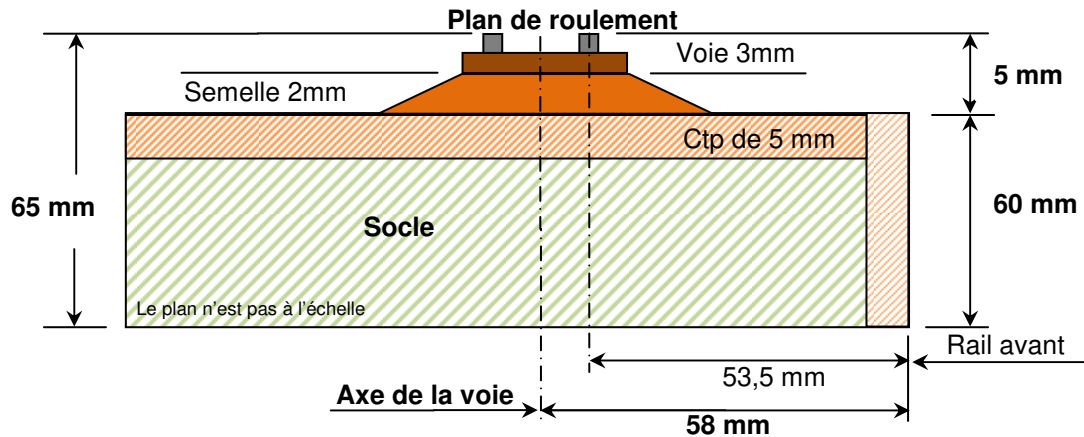 Plan de roulement
Voie 3mm
Semelle 2mm
5 mm
Ctp de 5 mm
65 mm
60 mm
Socle
Le plan n'est pas à l'échelle
Rail avant
53,5 mm
Axe de la voie
58 mm